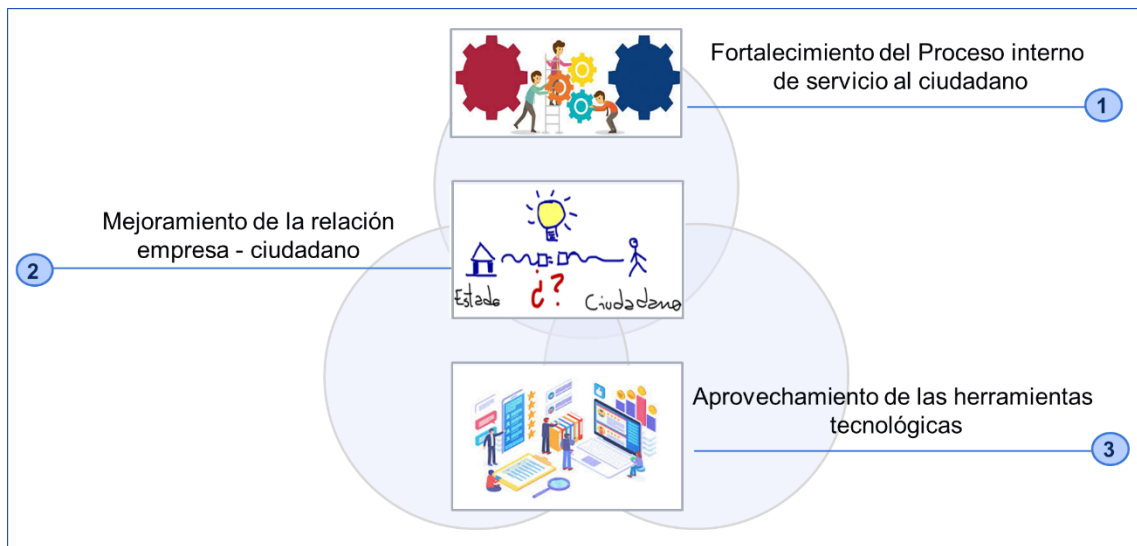 Fortalecimiento del Proceso interno
de servicio al ciudadano
1
Mejoramiento de la relación
empresa - ciudadano
2
Estado
¿?
Ciudadano
Aprovechamiento de las herramientas
tecnológicas
3